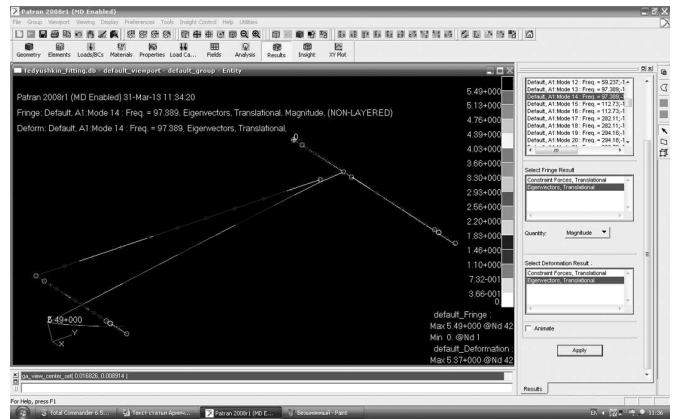 Patran 2008r1 (MD Enabled)
File Group Viewport Viewing Display Preferences Tools Insight Control Help Utilities
Geometry Elements Loads/BCs Materials Properties Load Ca... Fields Analysis Results Insight XY Plot
fedyushkin_fitting.db - default_viewport - default_group - Entity
Patran 2008r1 (MD Enabled) 31-Mar-13 11:34:20
Fringe: Default, A1:Mode 14 : Freq. = 97.389, Eigenvectors, Translational, Magnitude, (NON-LAYERED)
Deform: Default, A1:Mode 14 : Freq. = 97.389, Eigenvectors, Translational,
5.49+000
5.13+000
4.76+000
4.39+000
4.03+000
3.66+000
3.30+000
2.93+000
2.56+000
2.20+000
1.83+000
1.46+000
1.10+000
7.32-001
3.66-001
0
5.49+000
Y
X
default_Fringe :
Max 5.49+000 @Nd 42
Min 0. @Nd 1
default_Deformation :
Max 5.37+000 @Nd 42
Default, A1:Mode 12 : Freq. = 59.237,-1
Default, A1:Mode 13 : Freq. = 97.389,-1
Default, A1:Mode 14 : Freq. = 97.389,-
Default, A1:Mode 15 : Freq. = 112.73,-1
Default, A1:Mode 16 : Freq. = 112.73,-1
Default, A1:Mode 17 : Freq. = 282.11,-1
Default, A1:Mode 18 : Freq. = 282.11,-1
Default, A1:Mode 19 : Freq. = 294.18,-1
Default, A1:Mode 20 : Freq. = 294.18,-1
Select Fringe Result
Constraint Forces, Translational
Eigenvectors, Translational
Quantity: Magnitude
Select Deformation Result .
Constraint Forces, Translational
Eigenvectors, Translational
Animate
Apply
Results
ga_view_center_set( 0.016826, 0.008914 )
For Help, press F1
Total Commander 6.5... Текст статьи Армич... Patran 2008r1 (MD E... Безымянный - Paint EN 11:36